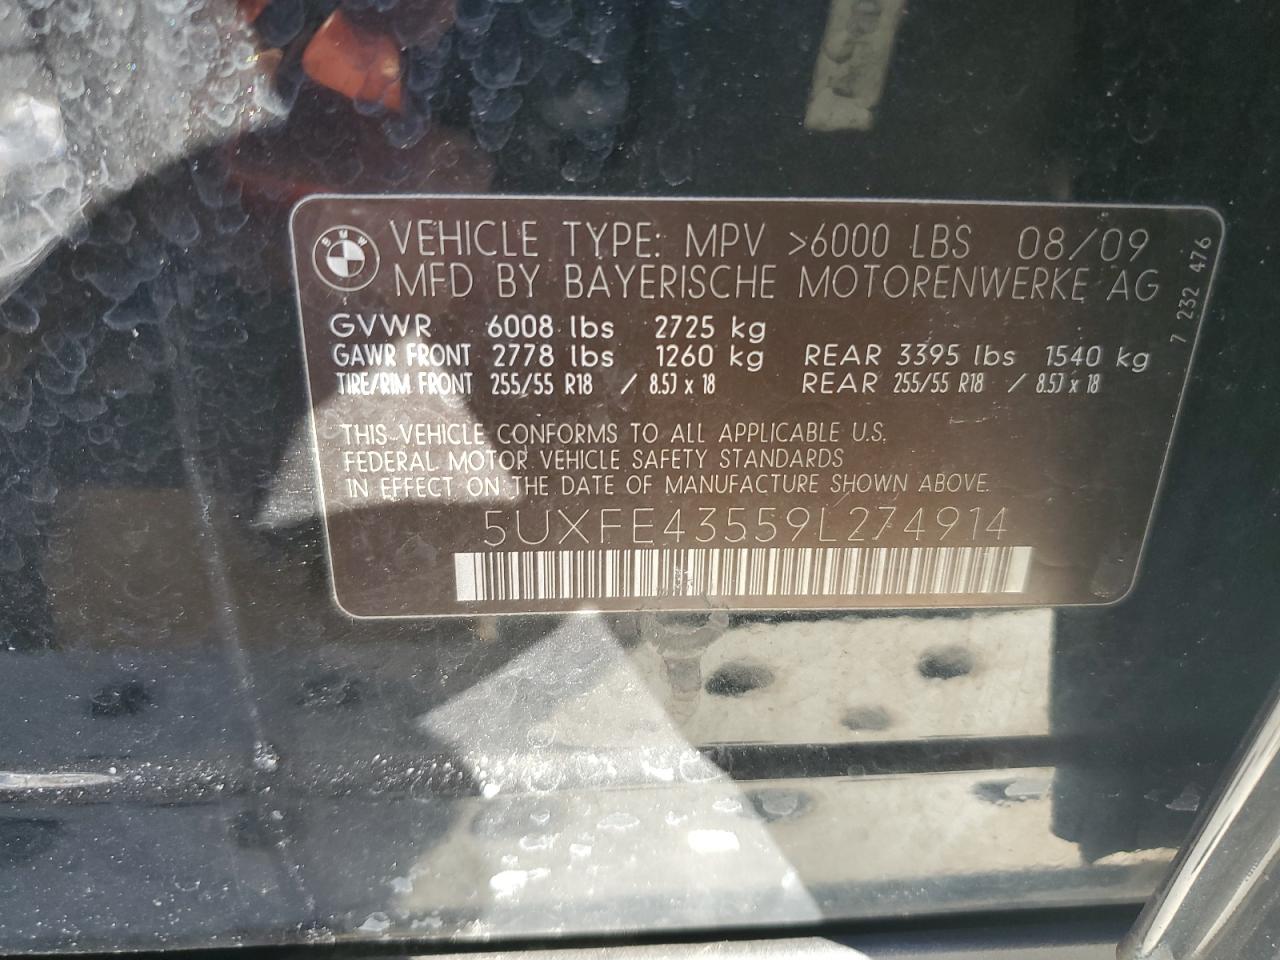 BMW
VEHICLE TYPE: MPV >6000 LBS 08/09
MFD BY BAYERISCHE MOTORENWERKE AG
GVWR 6008 lbs 2725 kg
GAWR FRONT 2778 lbs 1260 kg REAR 3395 lbs 1540 kg
TIRE/RIM FRONT 255/55 R18 / 8.5J x 18 REAR 255/55 R18 / 8.5J x 18
7 232 476
THIS VEHICLE CONFORMS TO ALL APPLICABLE U.S.
FEDERAL MOTOR VEHICLE SAFETY STANDARDS
IN EFFECT ON THE DATE OF MANUFACTURE SHOWN ABOVE.
5UXFE43559L274914